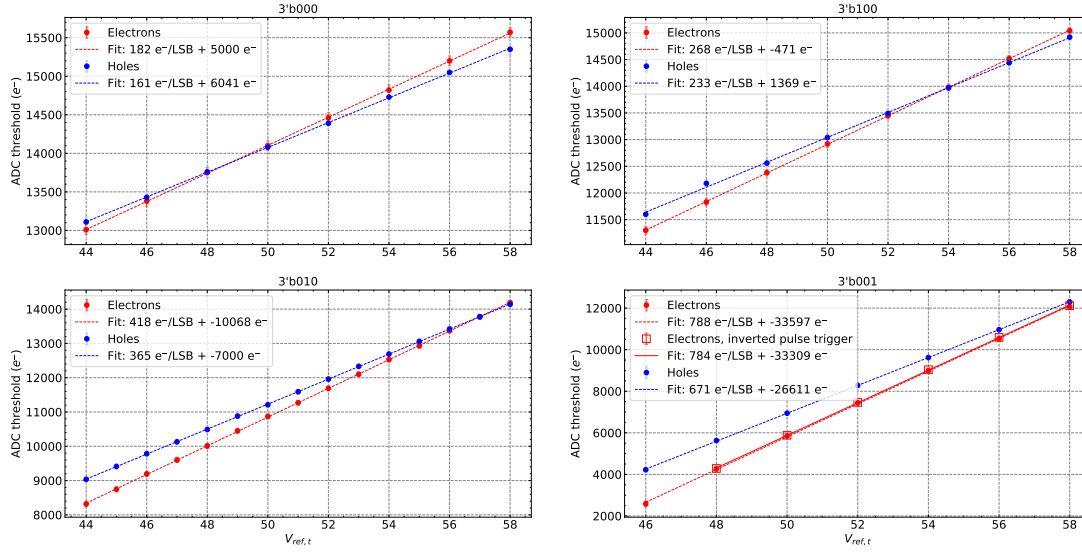 3'b000
15500
15000
14500
14000
13500
13000
ADC threshold (e⁻)
Electrons
Fit: 182 e⁻/LSB + 5000 e⁻
Holes
Fit: 161 e⁻/LSB + 6041 e⁻
44 46 48 50 52 54 56 58
3'b100
15000
14500
14000
13500
13000
12500
12000
11500
ADC threshold (e⁻)
Electrons
Fit: 268 e⁻/LSB + -471 e⁻
Holes
Fit: 233 e⁻/LSB + 1369 e⁻
44 46 48 50 52 54 56 58
3'b010
14000
13000
12000
11000
10000
9000
8000
ADC threshold (e⁻)
Electrons
Fit: 418 e⁻/LSB + -10068 e⁻
Holes
Fit: 365 e⁻/LSB + -7000 e⁻
44 46 48 50 52 54 56 58
V_ref,t
3'b001
12000
10000
8000
6000
4000
2000
ADC threshold (e⁻)
Electrons
Fit: 788 e⁻/LSB + -33597 e⁻
Electrons, inverted pulse trigger
Fit: 784 e⁻/LSB + -33309 e⁻
Holes
Fit: 671 e⁻/LSB + -26611 e⁻
46 48 50 52 54 56 58
V_ref,t